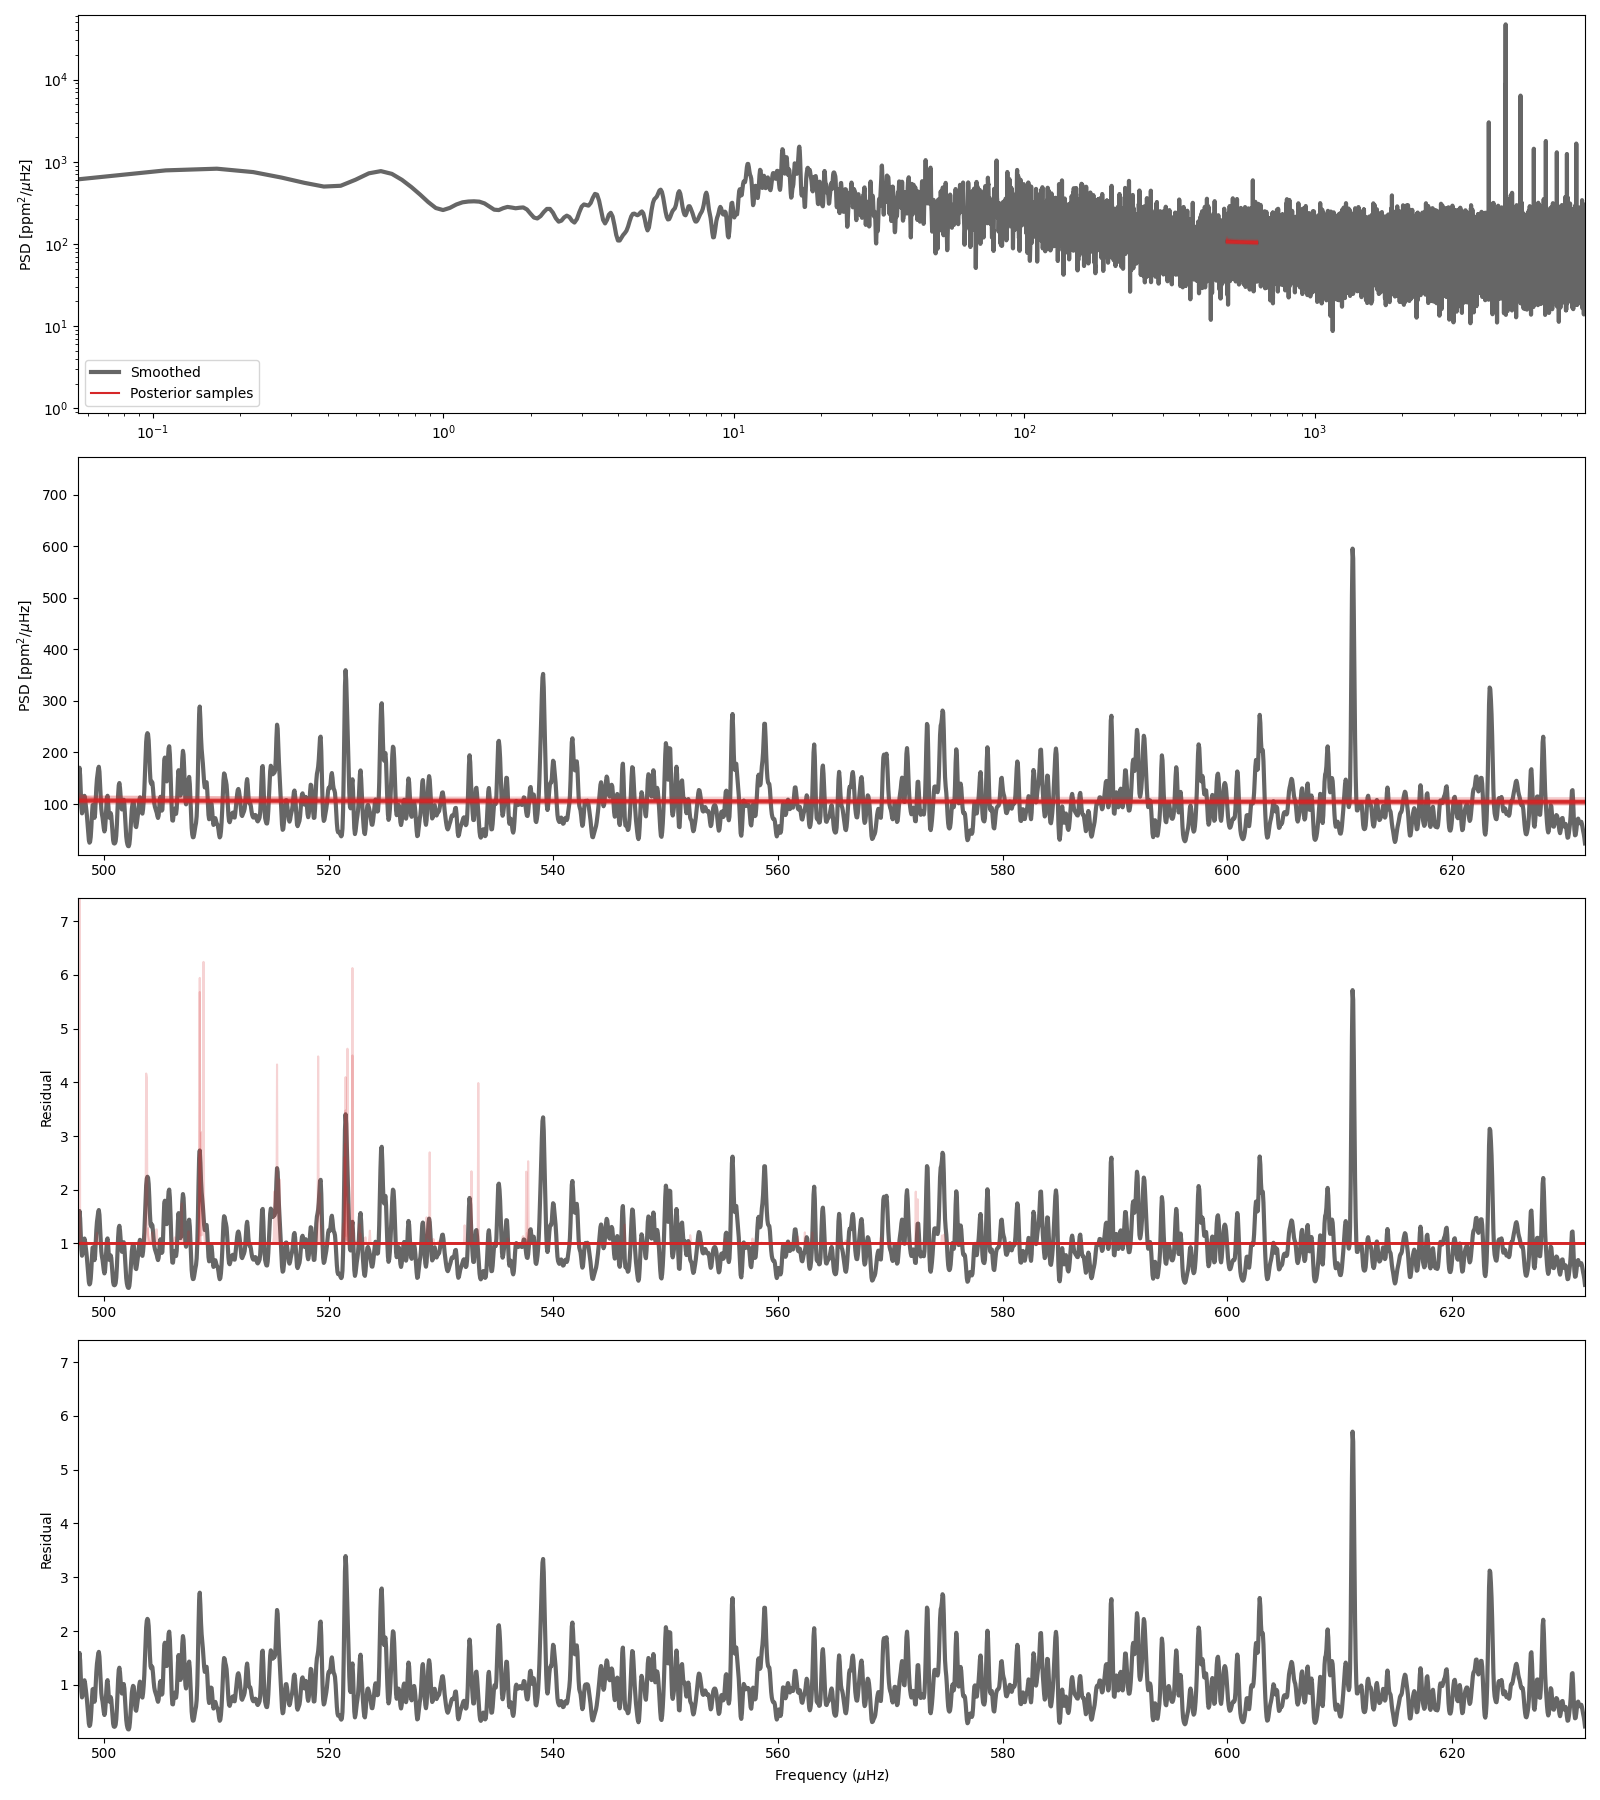 PSD [ppm²/μHz]
10⁴
10³
10²
10¹
10⁰
Smoothed
Posterior samples
10⁻¹ 10⁰ 10¹ 10² 10³
PSD [ppm²/μHz]
700
600
500
400
300
200
100
500 520 540 560 580 600 620
Residual
7
6
5
4
3
2
1
500 520 540 560 580 600 620
Residual
7
6
5
4
3
2
1
500 520 540 560 580 600 620
Frequency (μHz)